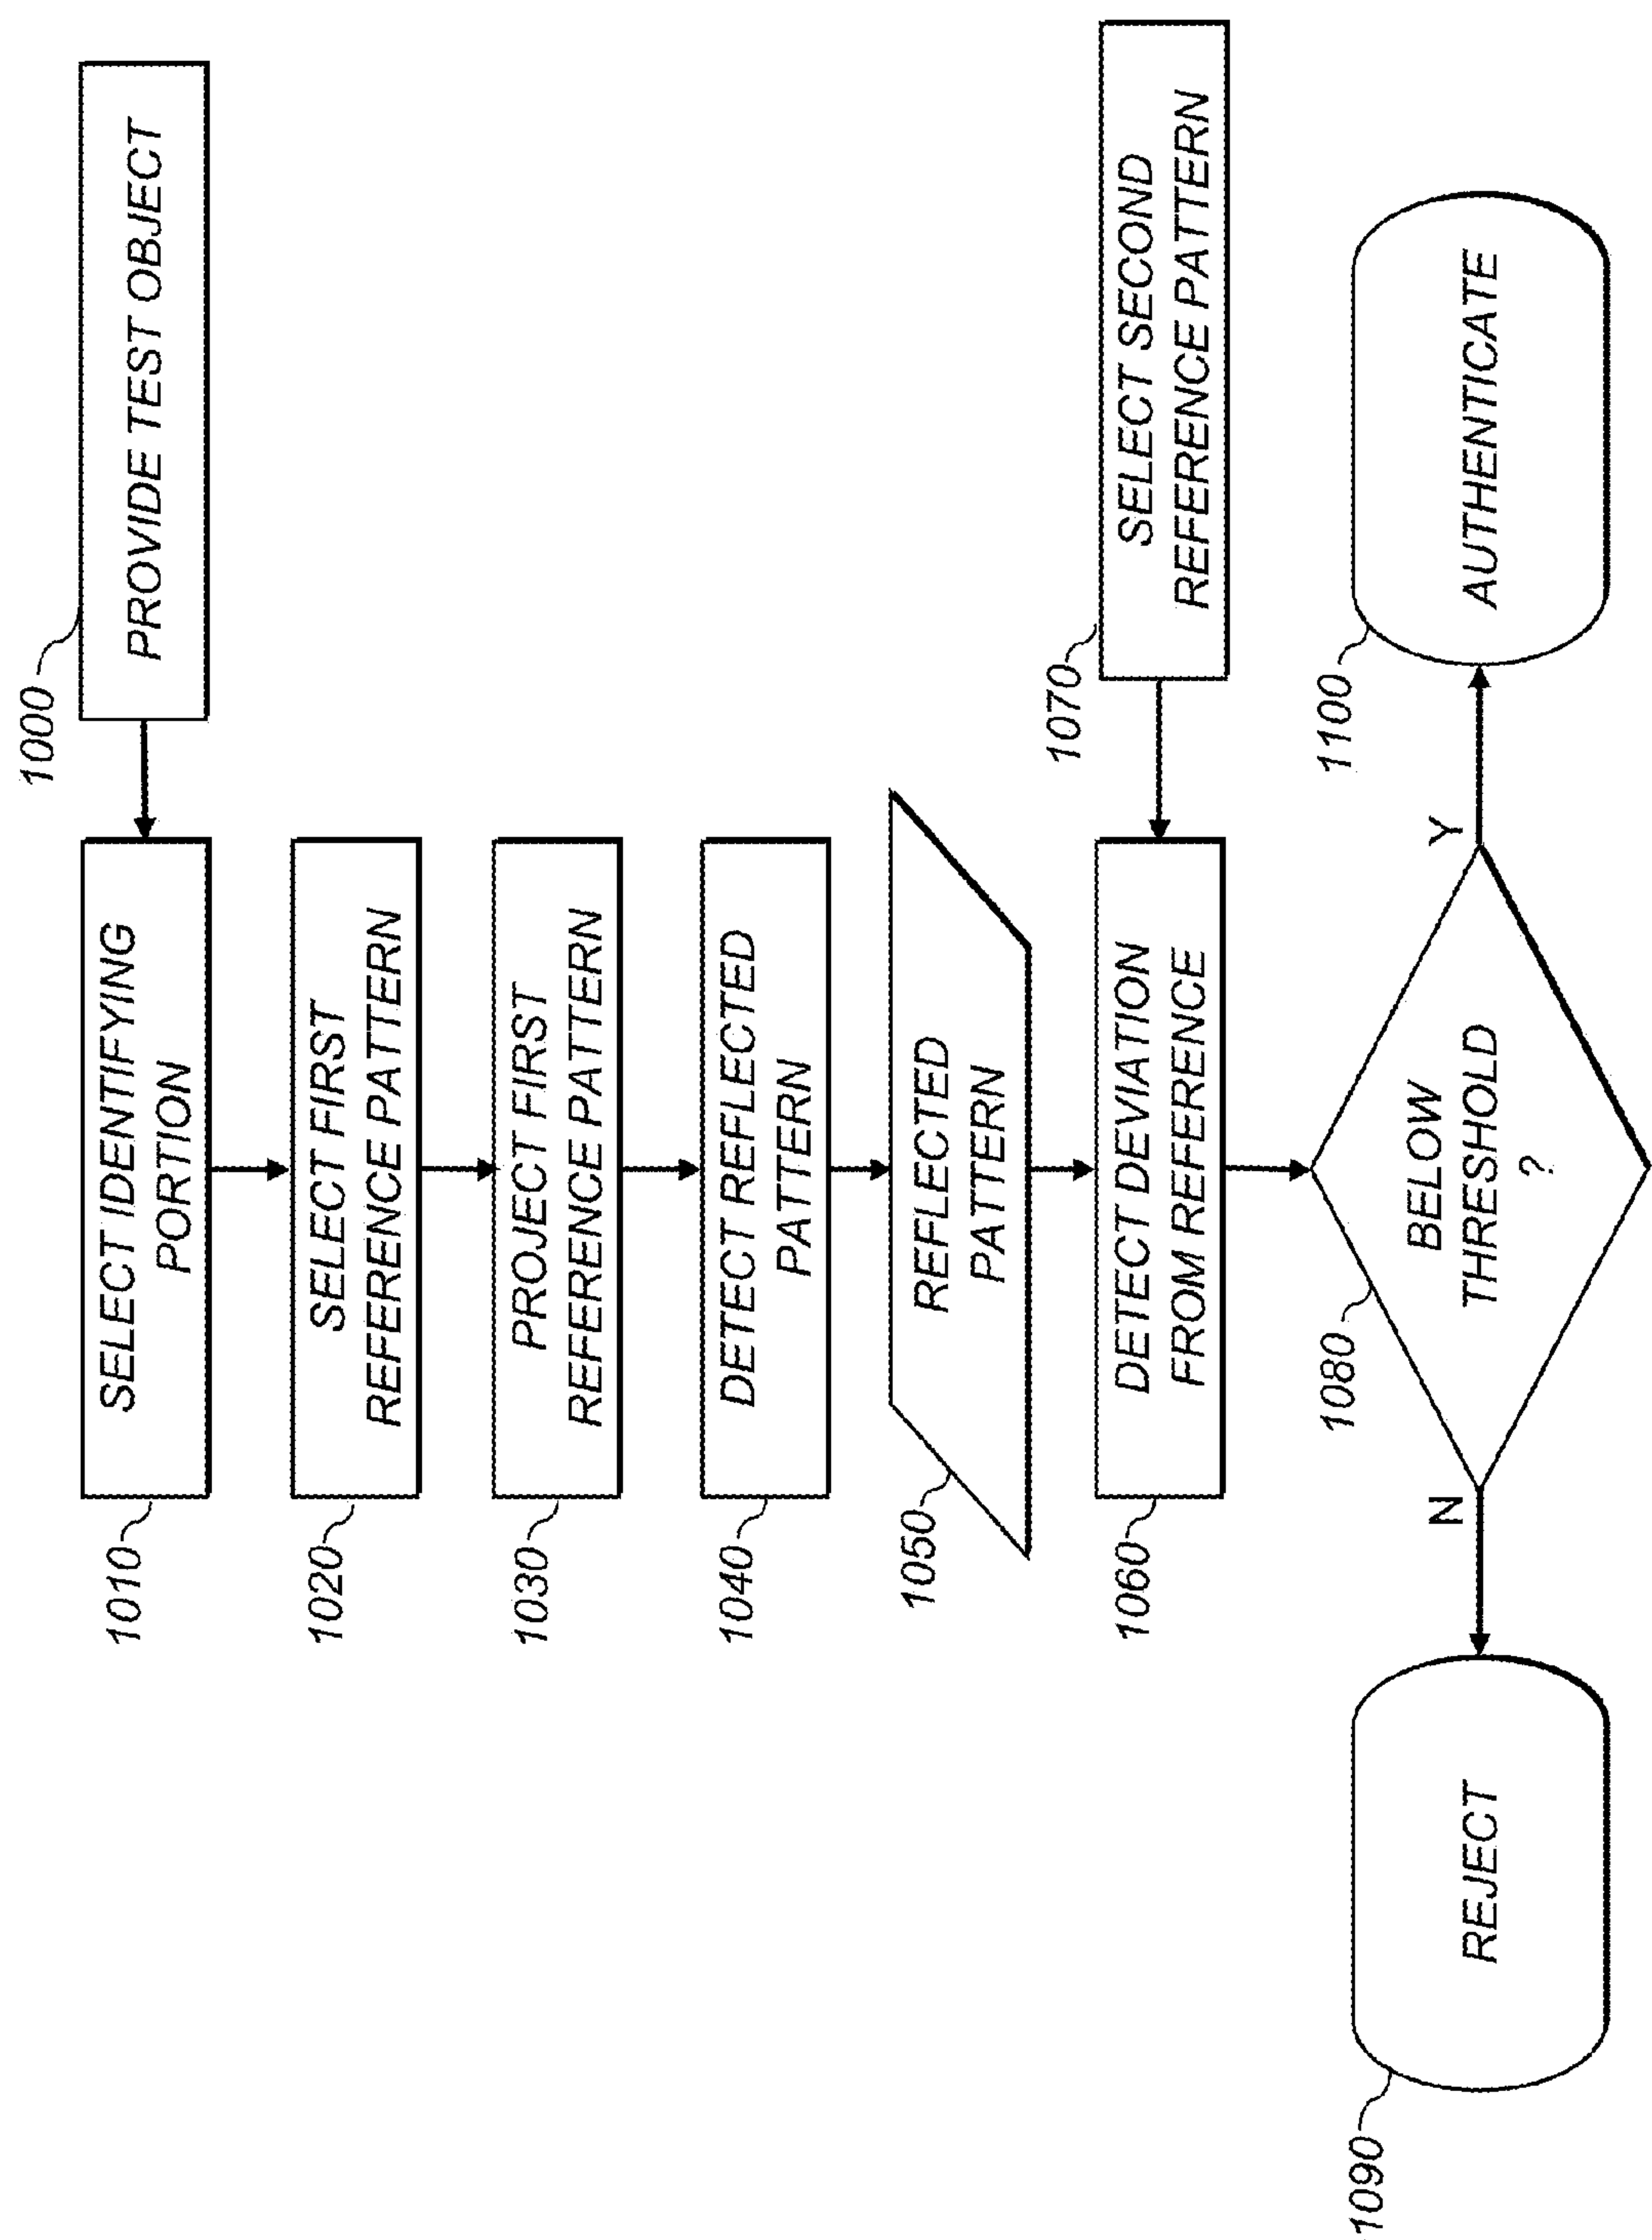 1000
PROVIDE TEST OBJECT
1010
SELECT IDENTIFYING
PORTION
1020
SELECT FIRST
REFERENCE PATTERN
1030
PROJECT FIRST
REFERENCE PATTERN
1040
DETECT REFLECTED
PATTERN
1050
REFLECTED
PATTERN
1060
DETECT DEVIATION
FROM REFERENCE
1070
SELECT SECOND
REFERENCE PATTERN
1080
BELOW
THRESHOLD
?
N
Y
1090
REJECT
1100
AUTHENTICATE